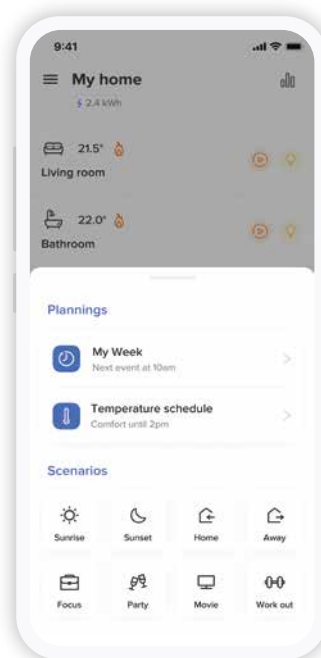 9:41
My home
2.4 kWh
21.5°
Living room
22.0°
Bathroom
Plannings
My Week
Next event at 10am
Temperature schedule
Comfort until 2pm
Scenarios
Sunrise Sunset Home Away
Focus Party Movie Work out